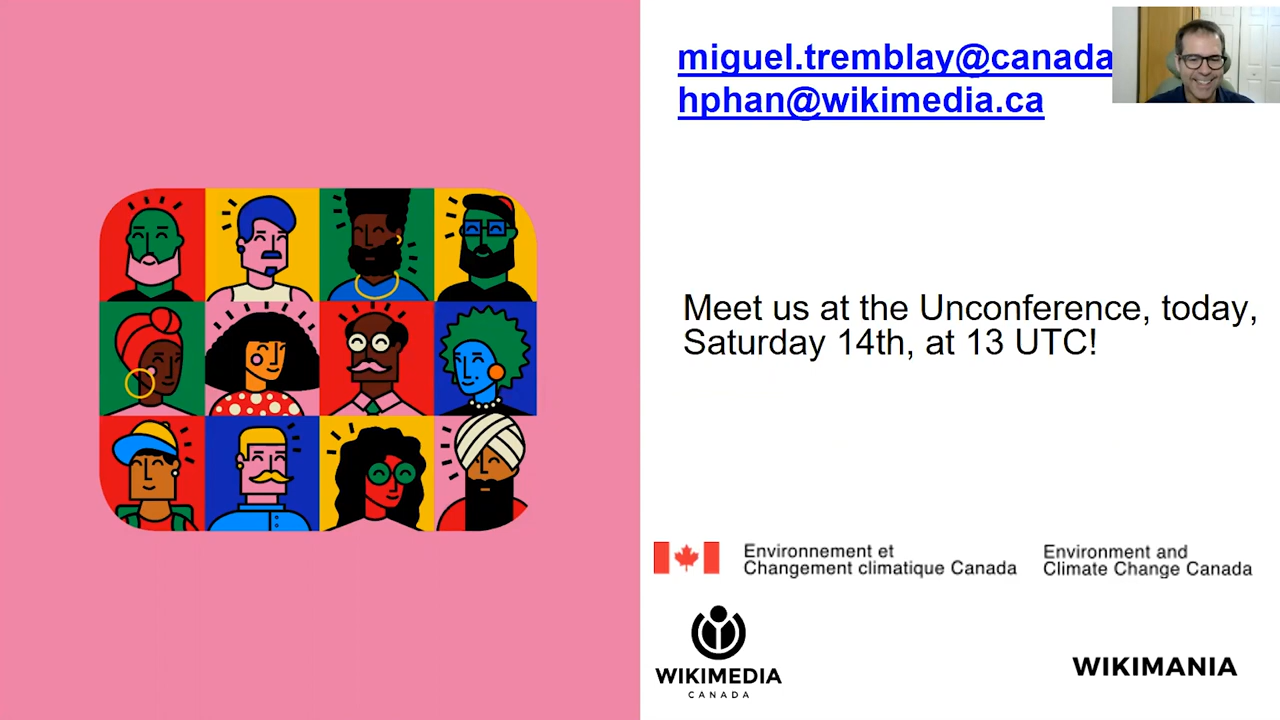 miguel.tremblay@canada
hphan@wikimedia.ca
Meet us at the Unconference, today,
Saturday 14th, at 13 UTC!
Environnement et
Changement climatique Canada
Environment and
Climate Change Canada
WIKIMEDIA
CANADA
WIKIMANIA